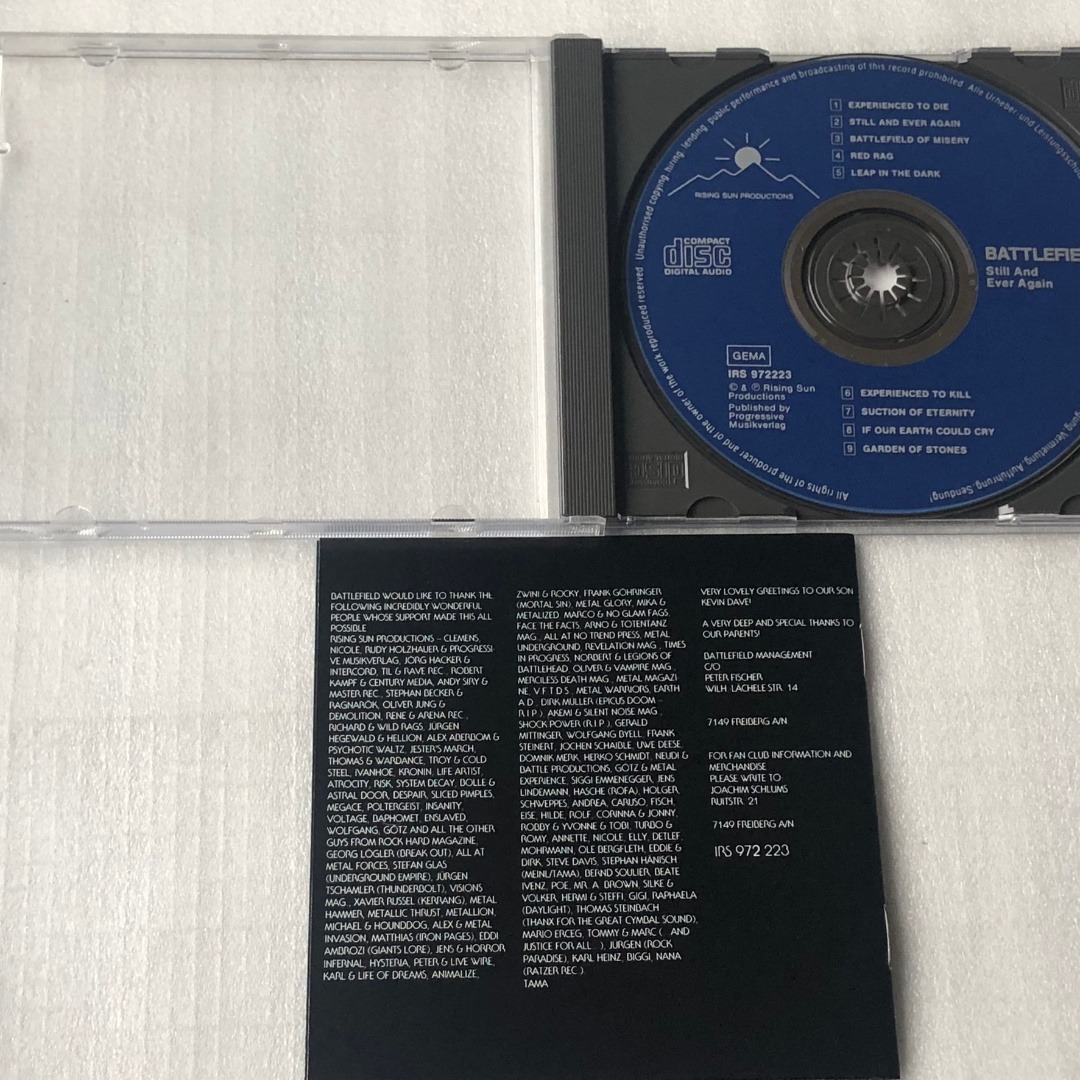 All rights of the producer and of the owner of the work reproduced reserved Unauthorised copying, hiring, lending, public performance and broadcasting of this record prohibited Alle Urheber- und
Vermietung, Aufführung, Sendung!
1 EXPERIENCED TO DIE
2 STILL AND EVER AGAIN
3 BATTLEFIELD OF MISERY
4 RED RAG
5 LEAP IN THE DARK
RISING SUN PRODUCTIONS
COMPACT
disc
DIGITAL AUDIO
BATTLEFIE
Still And
Ever Again
GEMA
IRS 972223
© & ℗ Rising Sun
Productions
Published by
Progressive
Musikverlag
6 EXPERIENCED TO KILL
7 SUCTION OF ETERNITY
8 IF OUR EARTH COULD CRY
9 GARDEN OF STONES
BATTLEFIELD WOULD LIKE TO THANK THE
FOLLOWING INCREDIBLY WONDERFUL
PEOPLE WHOSE SUPPORT MADE THIS ALL
POSSIBLE
RISING SUN PRODUCTIONS – CLEMENS,
NICOLE, RUDY HOLZHAUER & PROGRESSI-
VE MUSIKVERLAG, JÖRG HACKER &
INTERCORD, TIL & RAVE REC., ROBERT
KAMPF & CENTURY MEDIA, ANDY SIRY &
MASTER REC., STEPHAN BECKER &
RAGNARÖK, OLIVER JUNG &
DEMOLITION, RENE & ARENA REC.,
RICHARD & WILD RAGS, JÜRGEN
HEGEWALD & HELLION, ALEX ABERBOM &
PSYCHOTIC WALTZ, JESTER'S MARCH,
THOMAS & WARDANCE, TROY & COLD
STEEL, IVANHOE, KRONIN, LIFE ARTIST,
ATROCITY, RISK, SYSTEM DECAY, BOLLE &
ASTRAL DOOR, DESPAIR, SLICED PIMPLES,
MEGACE, POLTERGEIST, INSANITY,
VOLTAGE, BAPHOMET, ENSLAVED,
WOLFGANG, GÖTZ AND ALL THE OTHER
GUYS FROM ROCK HARD MAGAZINE,
GEORG LÖGLER (BREAK OUT), ALL AT
METAL FORCES, STEFAN GLAS
(UNDERGROUND EMPIRE), JÜRGEN
TSCHAMLER (THUNDERBOLT), VISIONS
MAG., XAVIER RUSSEL (KERRANG), METAL
HAMMER, METALLIC THRUST, METALLION,
MICHAEL & HOUNDDOG, ALEX & METAL
INVASION, MATTHIAS (IRON PAGES), EDDI
AMBROZI (GIANTS LORE), JENS & HORROR
INFERNAL, HYSTERIA, PETER & LIVE WIRE,
KARL & LIFE OF DREAMS, ANIMALIZE,
ZWINI & ROCKY, FRANK GÖHRINGER
(MORTAL SIN), METAL GLORY, MIKA &
METALIZED, MARCO & NO GLAM FAGS,
FACE THE FACTS, ARNO & TOTENTANZ
MAG., ALL AT NO TREND PRESS, METAL
UNDERGROUND, REVELATION MAG., TIMES
IN PROGRESS, NORBERT & LEGIONS OF
BATTLEHEAD, OLIVER & VAMPIRE MAG.,
MERCILESS DEATH MAG., METAL MAGAZI
NE, V.F.T.D.S., METAL WARRIORS, EARTH
A.D., DIRK MÜLLER (EPICUS DOOM –
R.I.P.), AKEMI & SILENT NOISE MAG.,
SHOCK POWER (R.I.P.), GERALD
MITTINGER, WOLFGANG BYELL, FRANK
STEINERT, JOCHEN SCHAIBLE, UWE DEESE,
DOMNIK MERK, HERKO SCHMIDT, NEUDI &
BATTLE PRODUCTIONS, GÖTZ & METAL
EXPERIENCE, SIGGI EMMENEGGER, JENS
LINDEMANN, HASCHE (ROFA), HOLGER,
SCHWEPPES, ANDREA, CARUSO, FISCH,
EISE, HILDE, ROLF, CORINNA & JONNY,
ROBBY & YVONNE & TOBI, TURBO &
ROMY, ANNETTE, NICOLE, ELLY, DETLEF,
MOHRMANN, OLE BERGFLETH, EDDIE &
DIRK, STEVE DAVIS, STEPHAN HÄNISCH
(MEINL/TAMA), BERND SOULIER, BEATE
IVENZ, POE, MR. A. BROWN, SILKE &
VOLKER, HERMI & STEFFI, GIGI, RAPHAELA
(DAYLIGHT), THOMAS STEINBACH
(THANX FOR THE GREAT CYMBAL SOUND),
MARIO ERCEG, TOMMY & MARC (...AND
JUSTICE FOR ALL...), JÜRGEN (ROCK
PARADISE), KARL HEINZ, BIGGI, NANA
(RATZER REC.).
TAMA
VERY LOVELY GREETINGS TO OUR SON
KEVIN DAVE!
A VERY DEEP AND SPECIAL THANKS TO
OUR PARENTS!
BATTLEFIELD MANAGEMENT
C/O
PETER FISCHER
WILH. LÄCHELE STR. 14
7149 FREIBERG A/N
FOR FAN CLUB INFORMATION AND
MERCHANDISE
PLEASE WRITE TO
JOACHIM SCHLUMS
RUITSTR. 21
7149 FREIBERG A/N
IRS 972 223